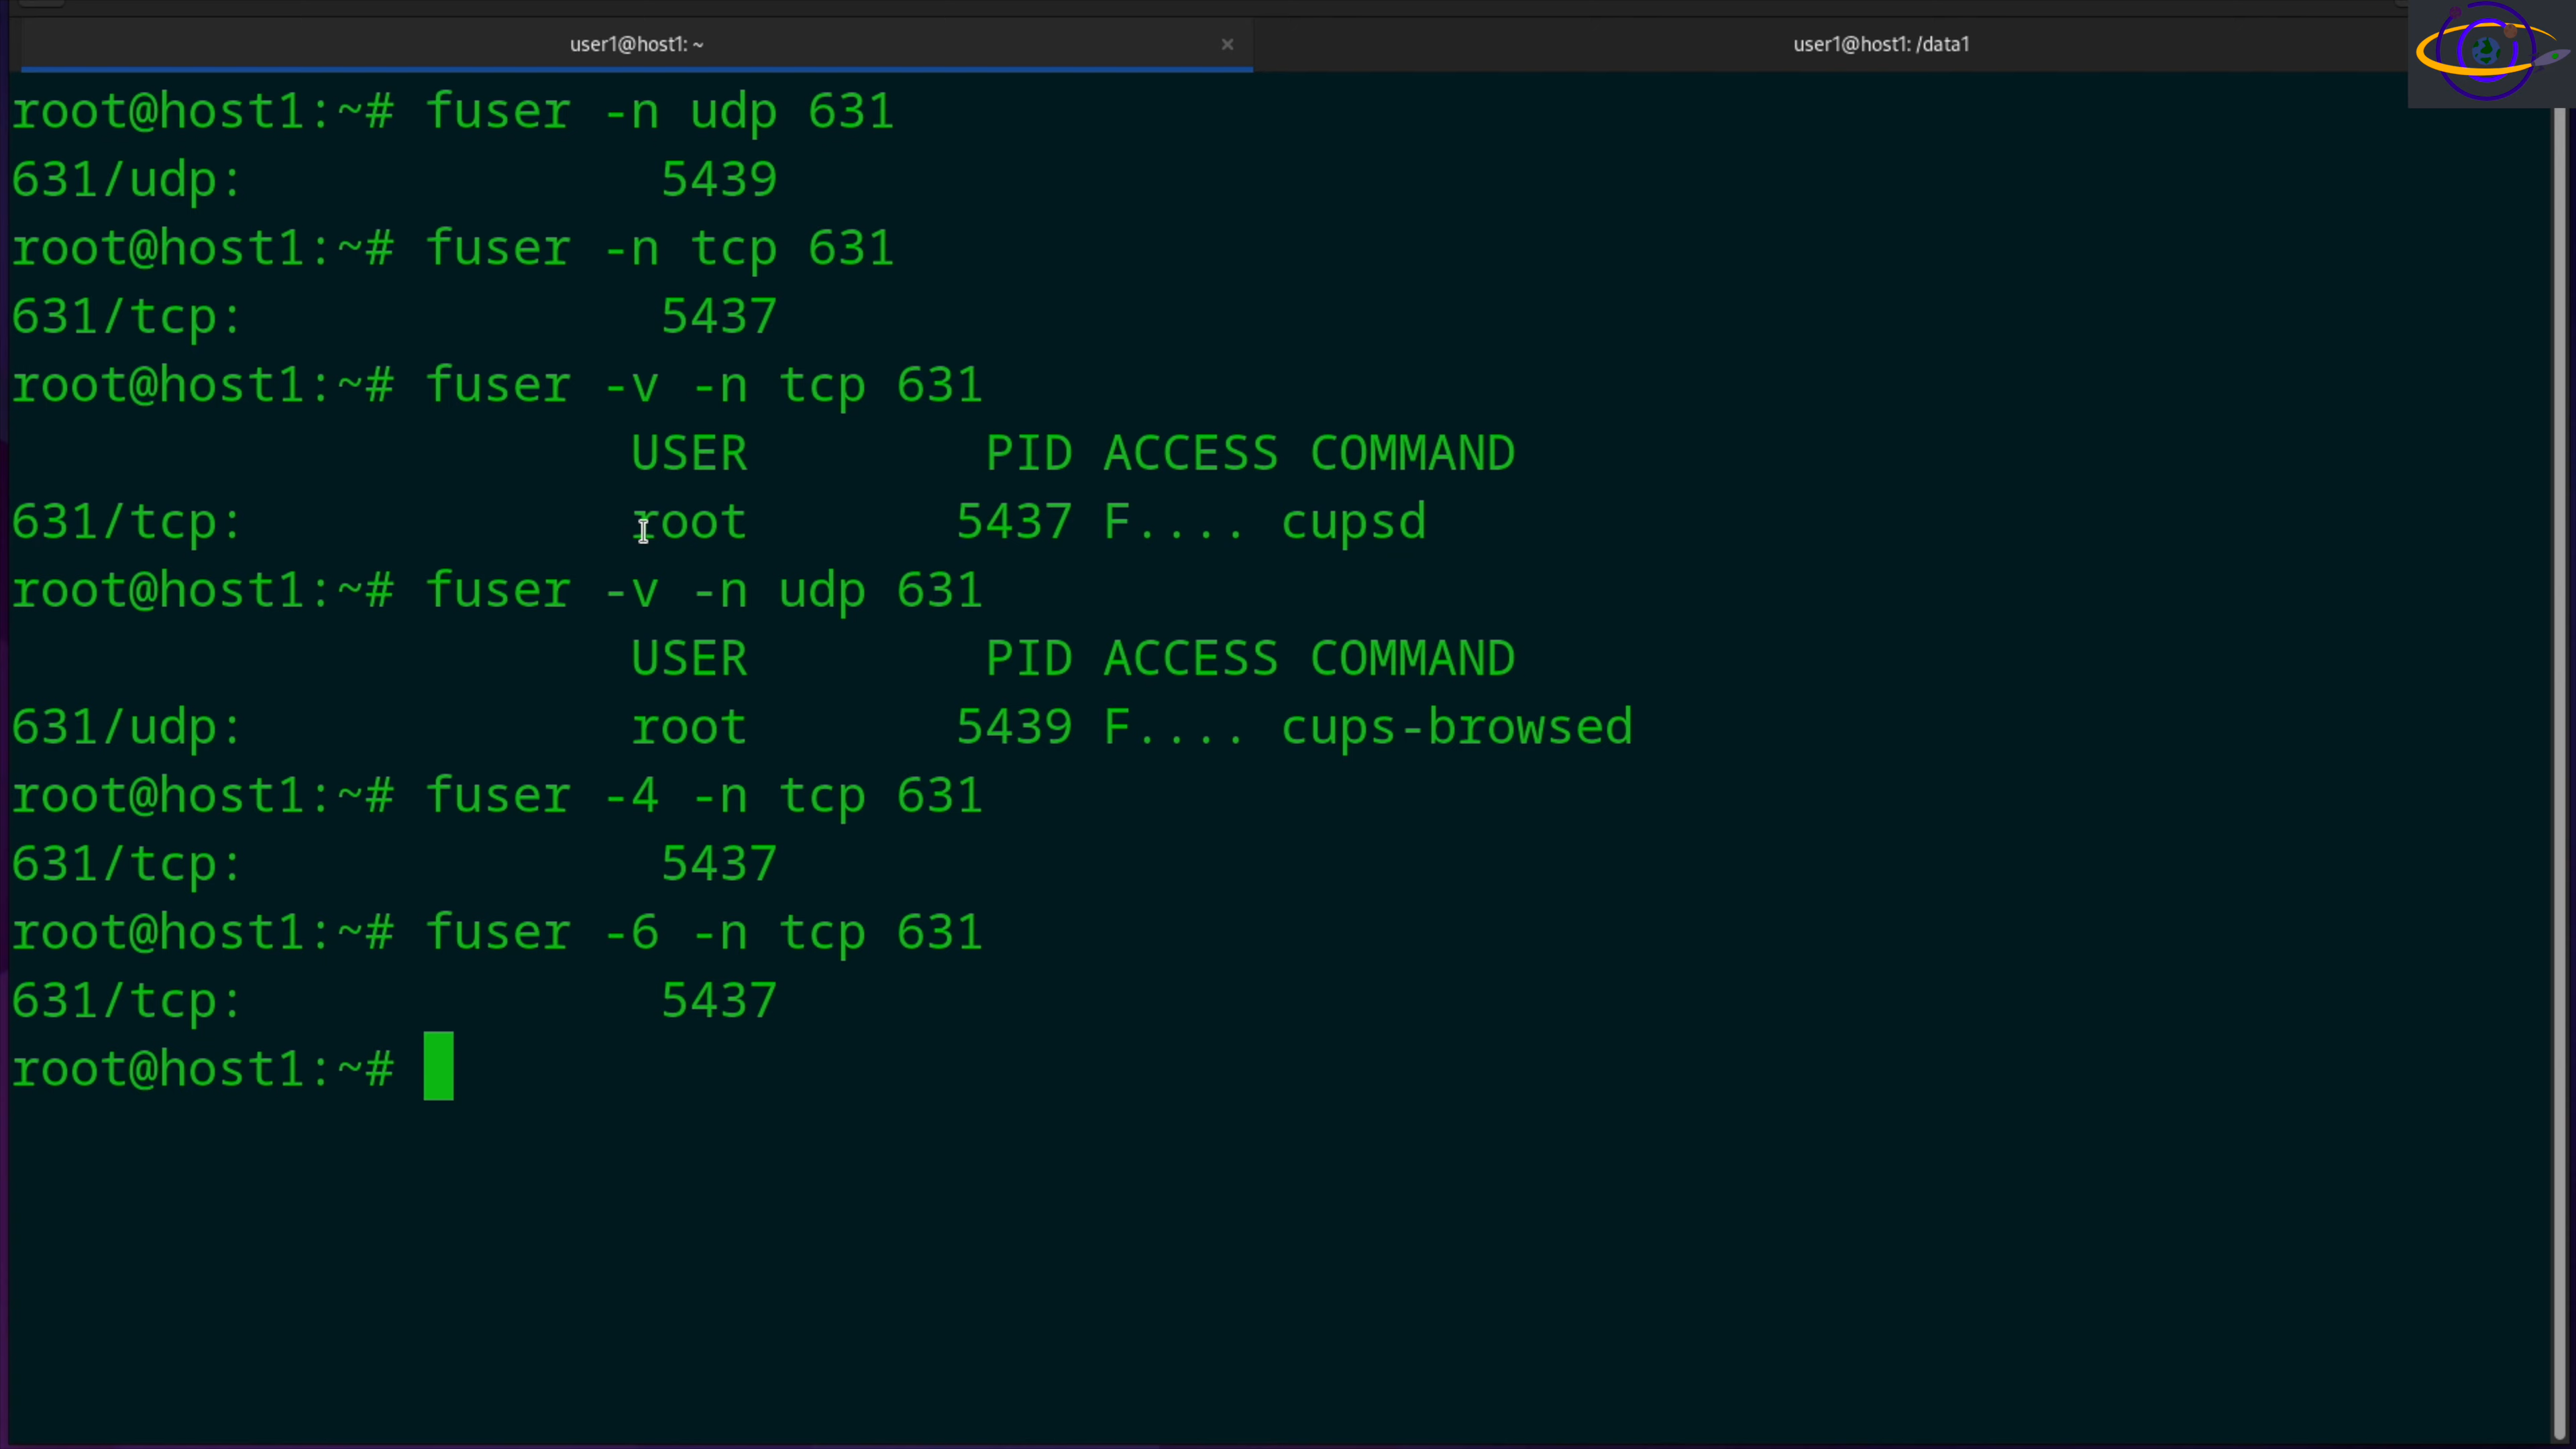 user1@host1: ~ × user1@host1: /data1
root@host1:~# fuser -n udp 631
631/udp: 5439
root@host1:~# fuser -n tcp 631
631/tcp: 5437
root@host1:~# fuser -v -n tcp 631
USER PID ACCESS COMMAND
631/tcp: root 5437 F.... cupsd
root@host1:~# fuser -v -n udp 631
USER PID ACCESS COMMAND
631/udp: root 5439 F.... cups-browsed
root@host1:~# fuser -4 -n tcp 631
631/tcp: 5437
root@host1:~# fuser -6 -n tcp 631
631/tcp: 5437
root@host1:~#